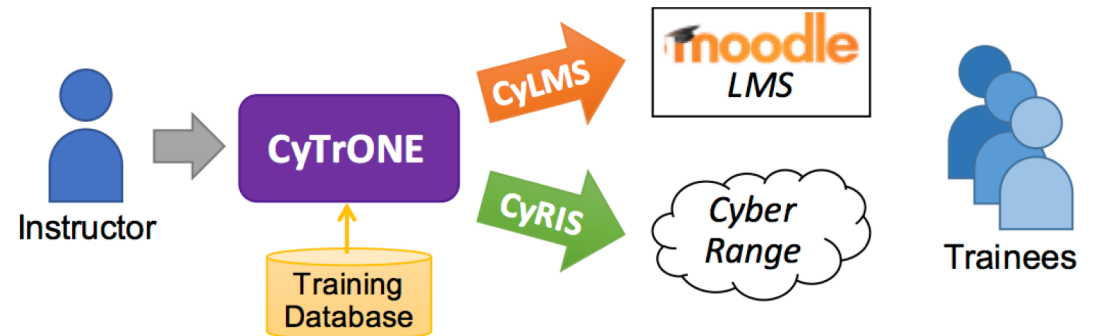 Instructor
CyTrONE
Training
Database
CyLMS
CyRIS
moodle
LMS
Cyber
Range
Trainees